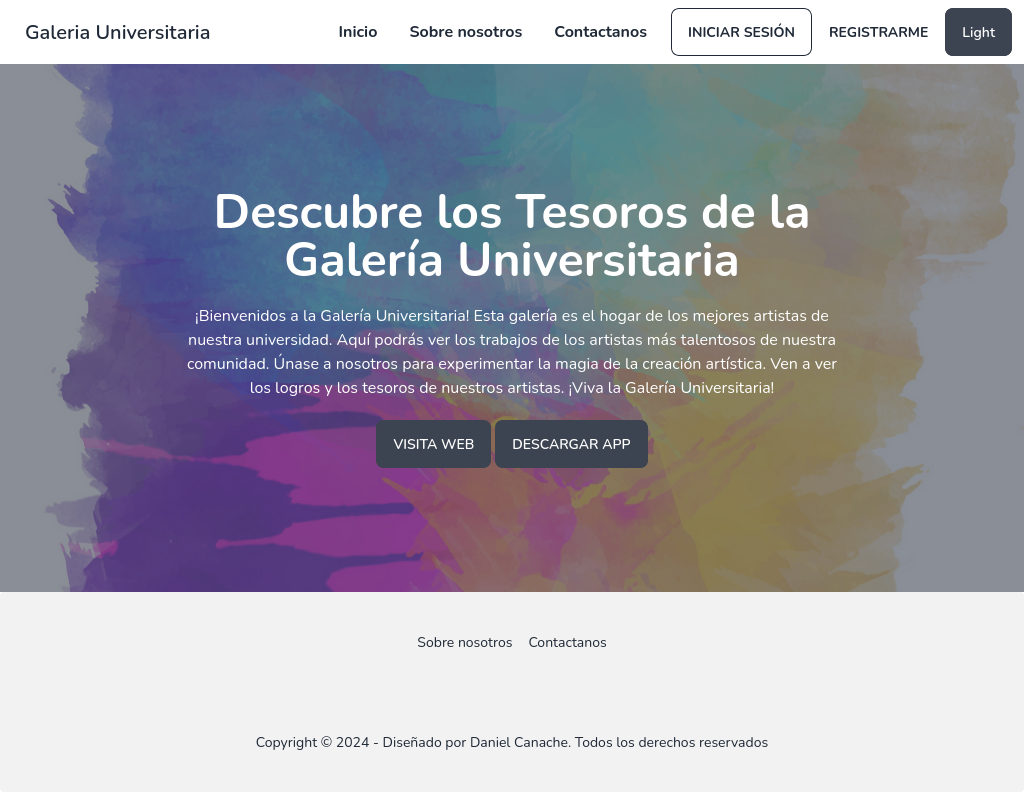 Galeria Universitaria
Inicio
Sobre nosotros
Contactanos
INICIAR SESIÓN
REGISTRARME
Light
Descubre los Tesoros de la
Galería Universitaria
¡Bienvenidos a la Galería Universitaria! Esta galería es el hogar de los mejores artistas de
nuestra universidad. Aquí podrás ver los trabajos de los artistas más talentosos de nuestra
comunidad. Únase a nosotros para experimentar la magia de la creación artística. Ven a ver
los logros y los tesoros de nuestros artistas. ¡Viva la Galería Universitaria!
VISITA WEB
DESCARGAR APP
Sobre nosotros
Contactanos
Copyright © 2024 - Diseñado por Daniel Canache. Todos los derechos reservados